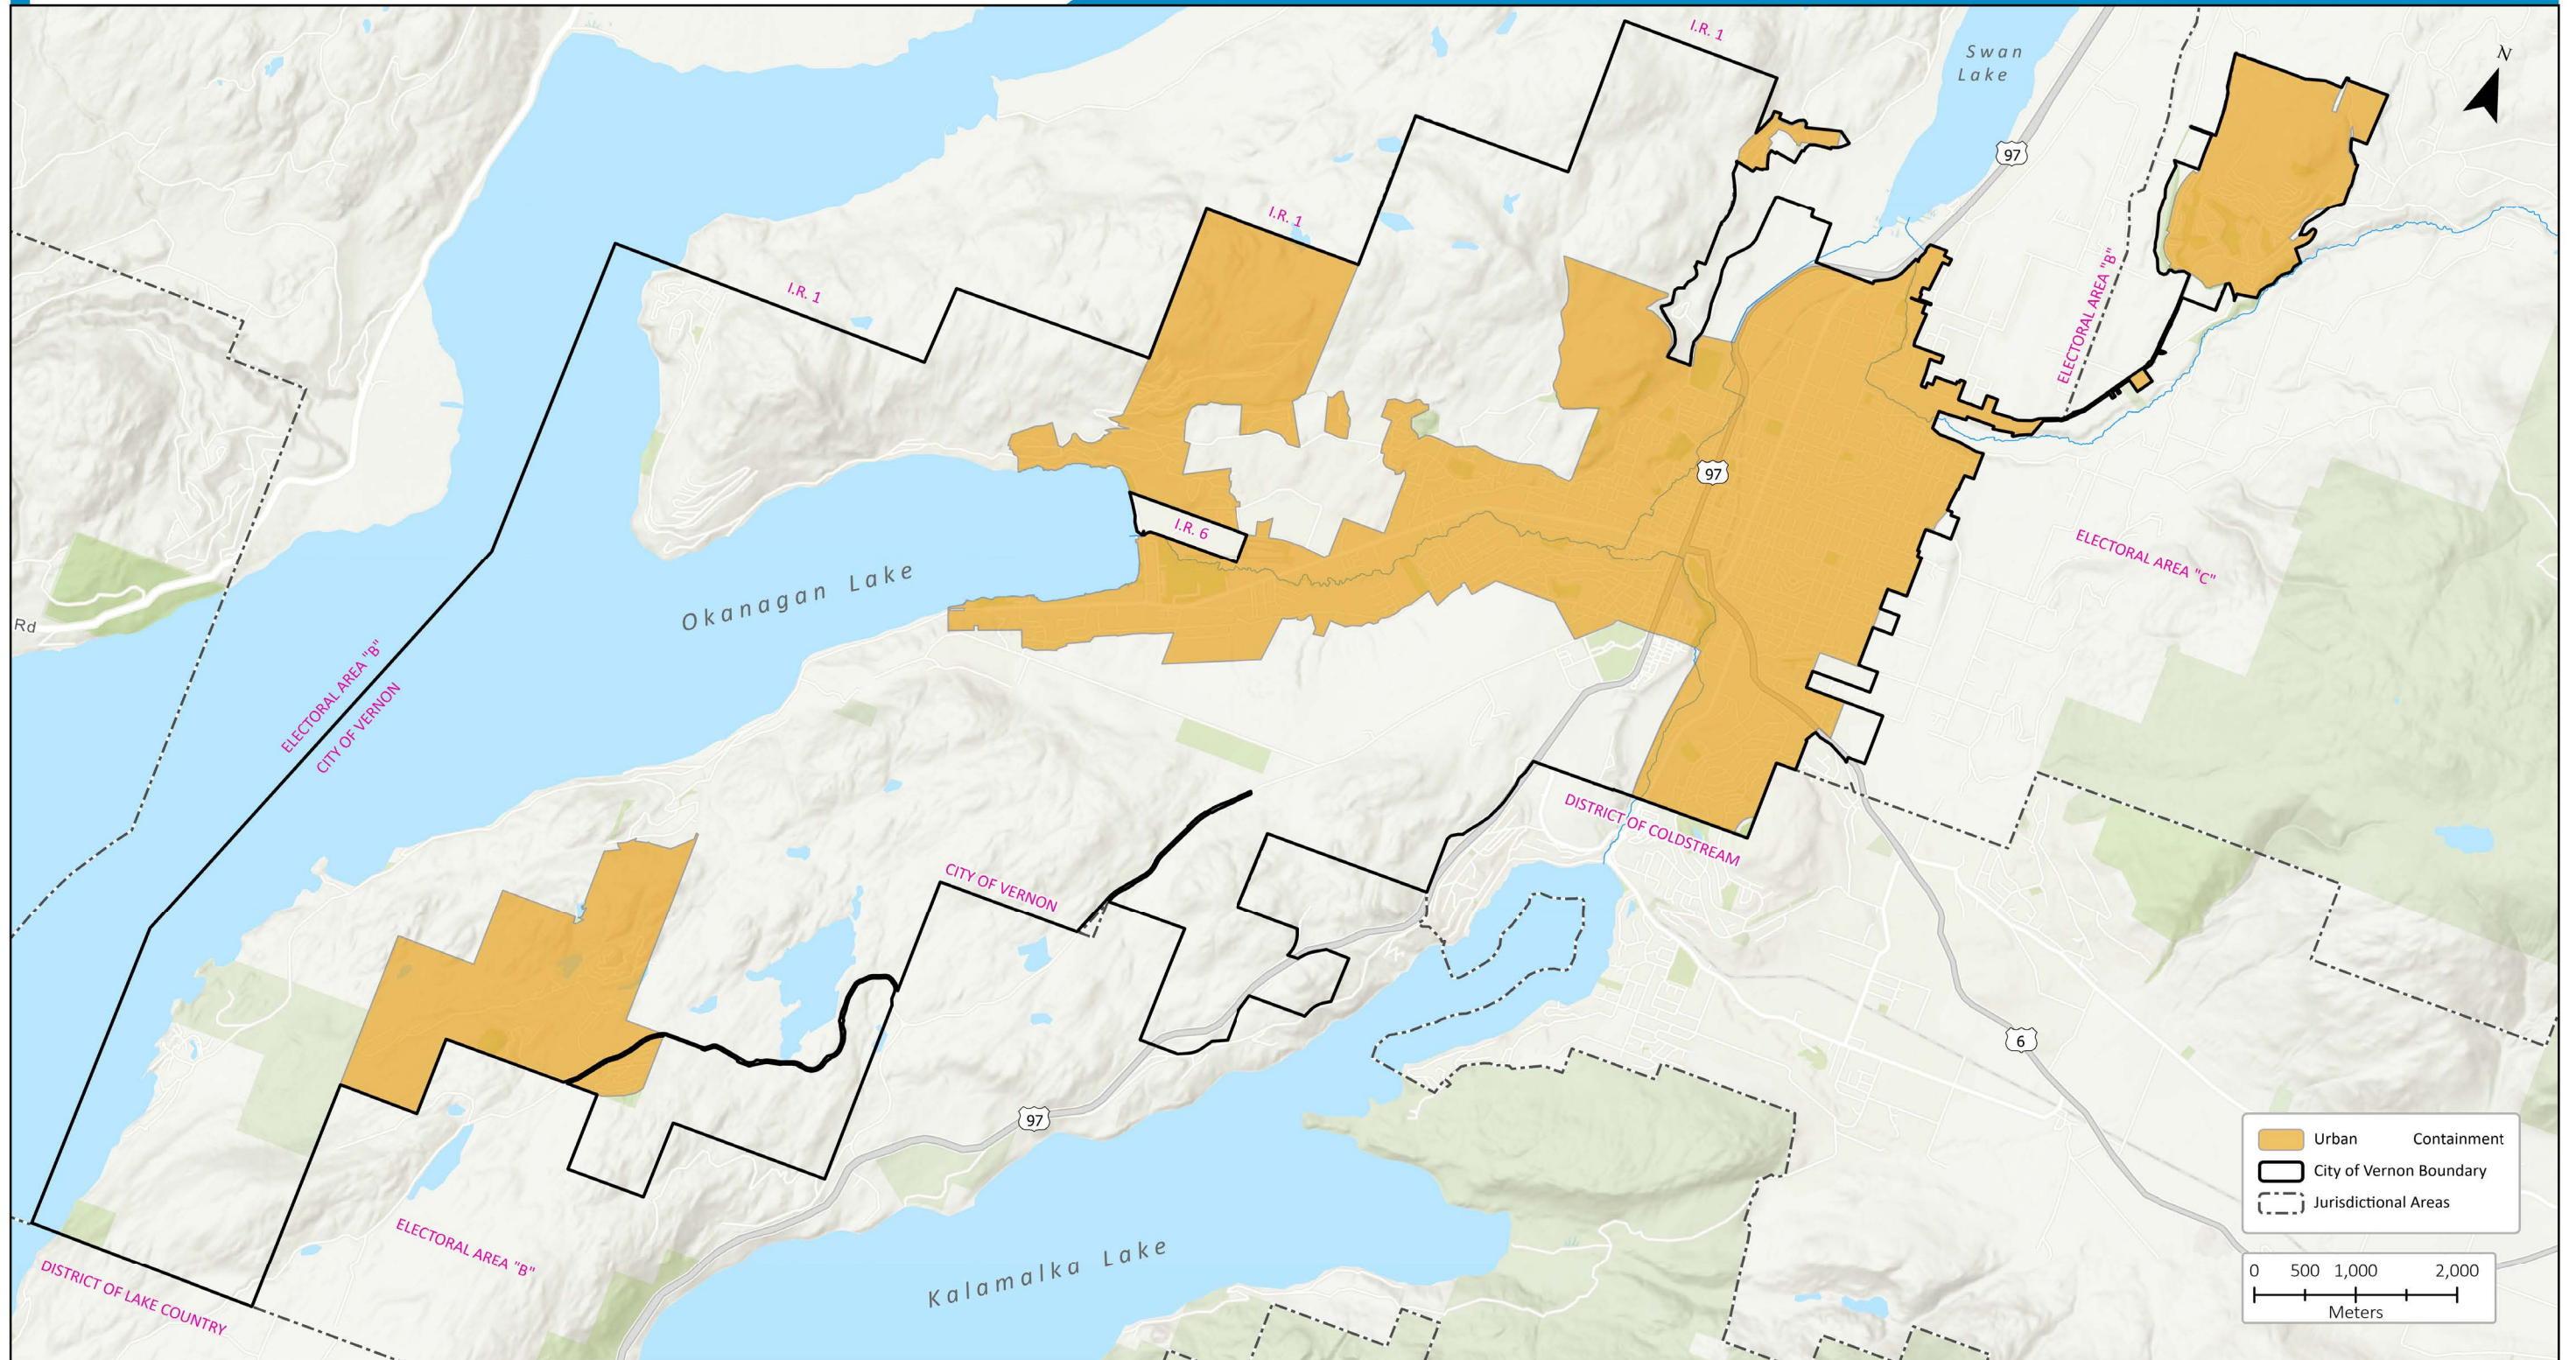 I.R. 1
Swan
Lake
N
97
I.R. 1
I.R. 1
ELECTORAL AREA "B"
97
I.R. 6
ELECTORAL AREA "C"
Okanagan Lake
Rd
ELECTORAL AREA "B"
CITY OF VERNON
DISTRICT OF COLDSTREAM
CITY OF VERNON
6
97
Urban Containment
City of Vernon Boundary
Jurisdictional Areas
ELECTORAL AREA "B"
Kalamalka Lake
DISTRICT OF LAKE COUNTRY
0 500 1,000 2,000
Meters